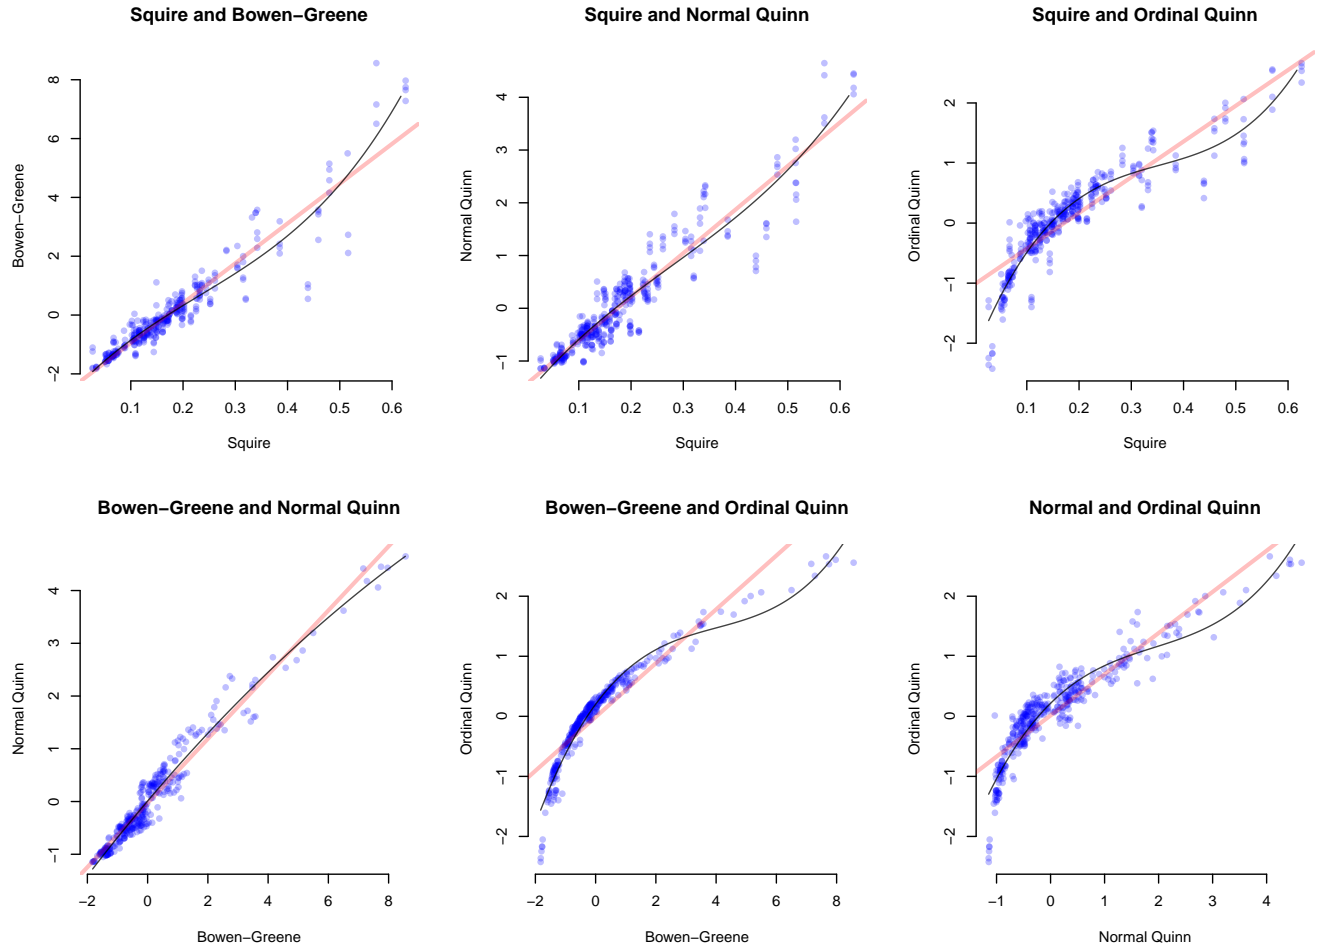 Squire and Bowen−Greene
Squire and Normal Quinn
Squire and Ordinal Quinn
Bowen−Greene
−2 0 2 4 6 8
0.1 0.2 0.3 0.4 0.5 0.6
Squire
Normal Quinn
−1 0 1 2 3 4
0.1 0.2 0.3 0.4 0.5 0.6
Squire
Ordinal Quinn
−2 −1 0 1 2
0.1 0.2 0.3 0.4 0.5 0.6
Squire
Bowen−Greene and Normal Quinn
Bowen−Greene and Ordinal Quinn
Normal and Ordinal Quinn
Normal Quinn
−1 0 1 2 3 4
−2 0 2 4 6 8
Bowen−Greene
Ordinal Quinn
−2 −1 0 1 2
−2 0 2 4 6 8
Bowen−Greene
Ordinal Quinn
−2 −1 0 1 2
−1 0 1 2 3 4
Normal Quinn